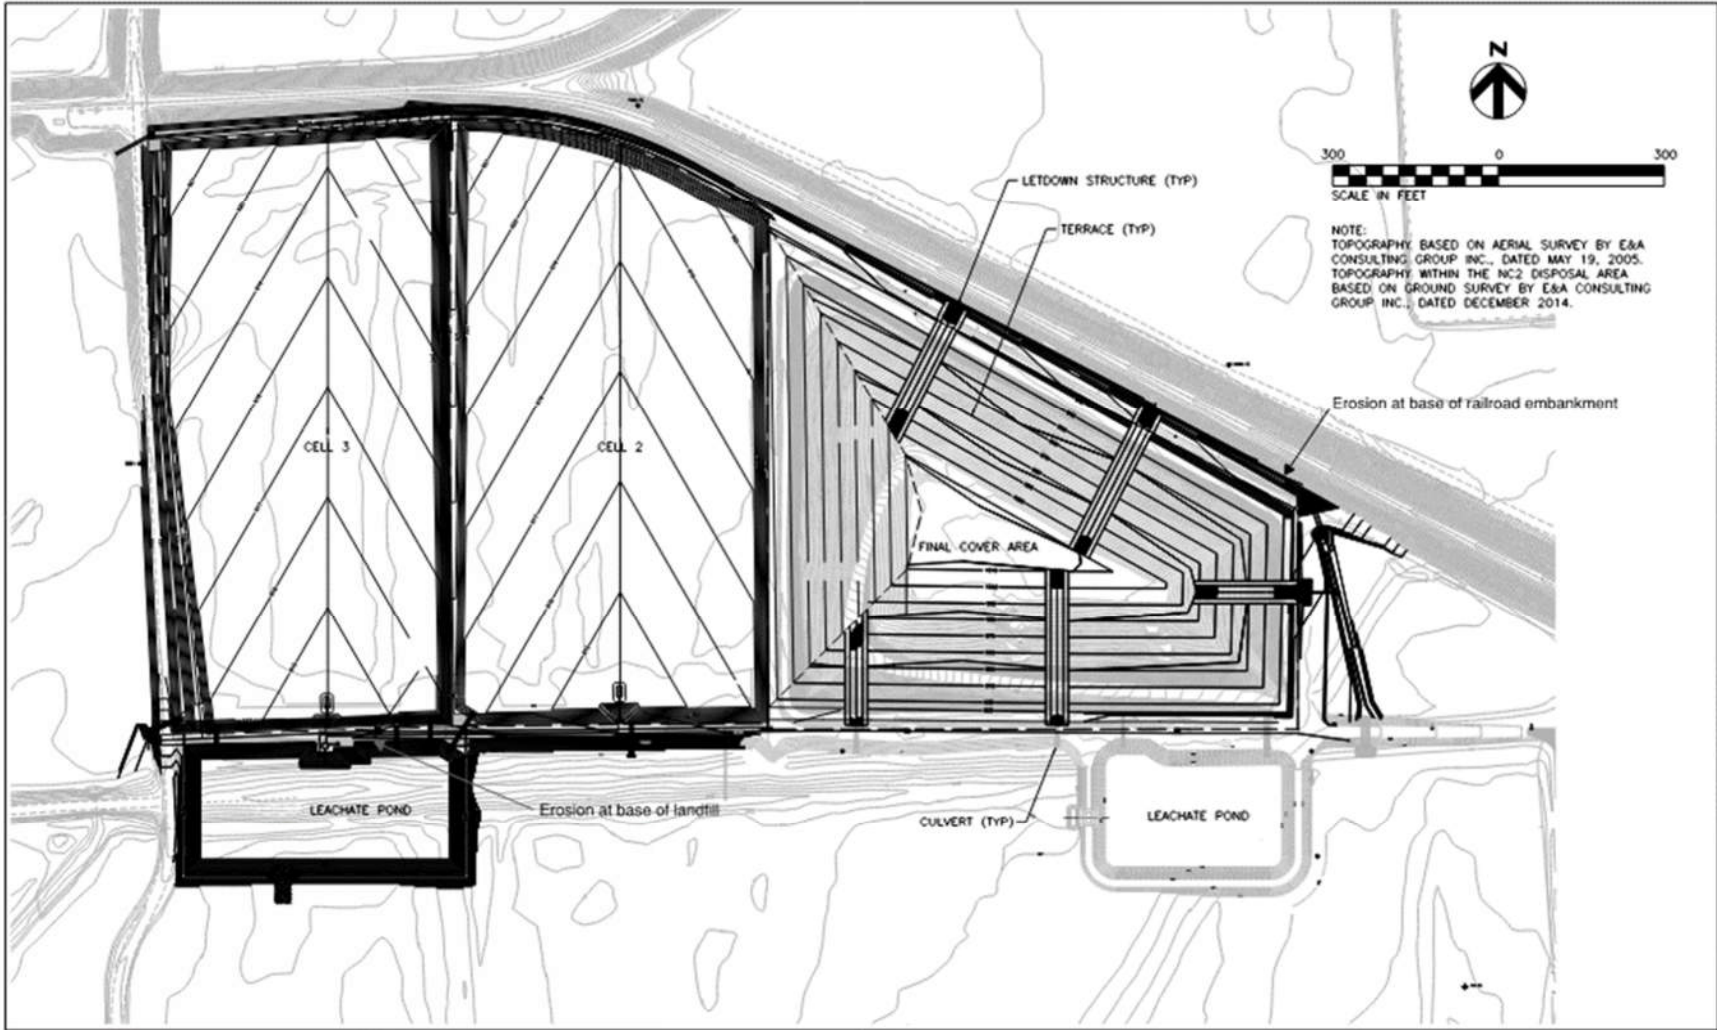 N
300 0 300
SCALE IN FEET
NOTE:
TOPOGRAPHY BASED ON AERIAL SURVEY BY E&A
CONSULTING GROUP INC., DATED MAY 19, 2005.
TOPOGRAPHY WITHIN THE NC2 DISPOSAL AREA
BASED ON GROUND SURVEY BY E&A CONSULTING
GROUP INC., DATED DECEMBER 2014.
LETDOWN STRUCTURE (TYP)
TERRACE (TYP)
Erosion at base of railroad embankment
CELL 3
CELL 2
FINAL COVER AREA
LEACHATE POND
Erosion at base of landfill
CULVERT (TYP)
LEACHATE POND